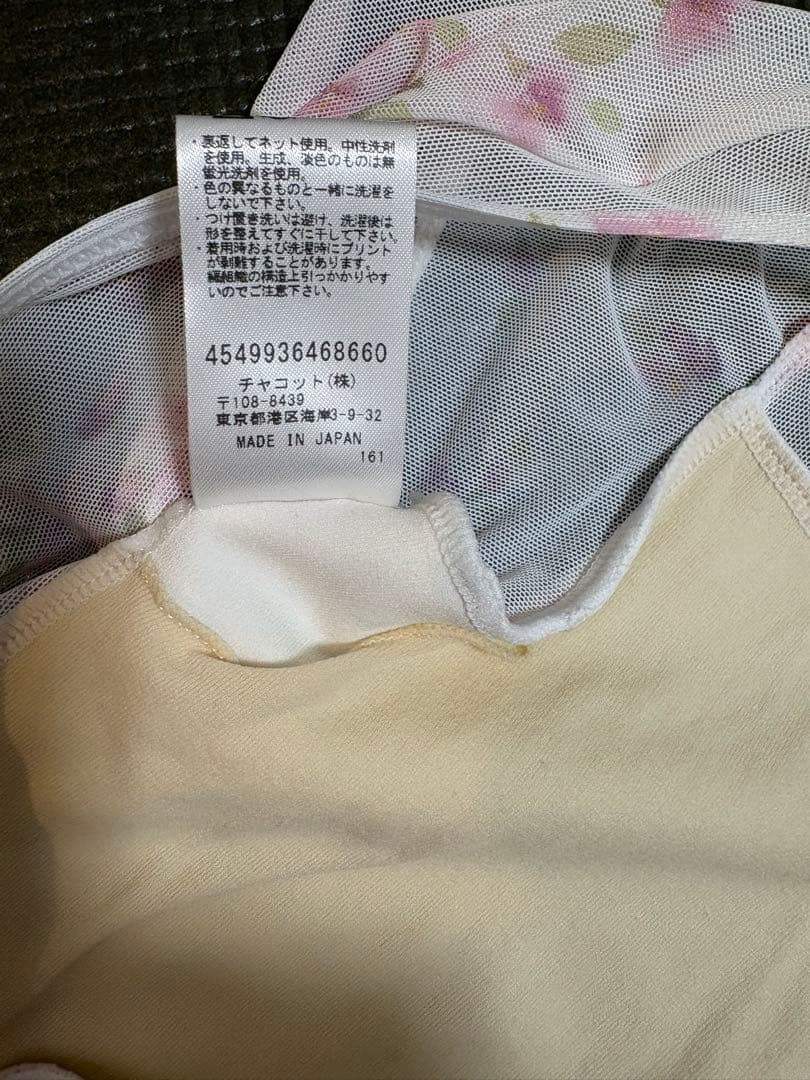 ・裏返してネット使用。中性洗剤
を使用。生成、淡色のものは無
蛍光洗剤を使用。
・色の異なるものと一緒に洗濯を
しないで下さい。
・つけ置き洗いは避け、洗濯後は
形を整えてすぐに干して下さい。
・着用時および洗濯時にプリント
が剥離することがあります。
編組織の構造上引っかかりやす
いのでご注意下さい。
4549936468660
チャコット(株)
〒108-8439
東京都港区海岸3-9-32
MADE IN JAPAN
161